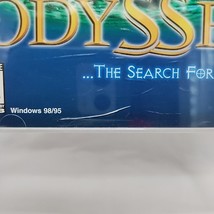 ODYSSE
...THE SEARCH FOR
Windows 98/95